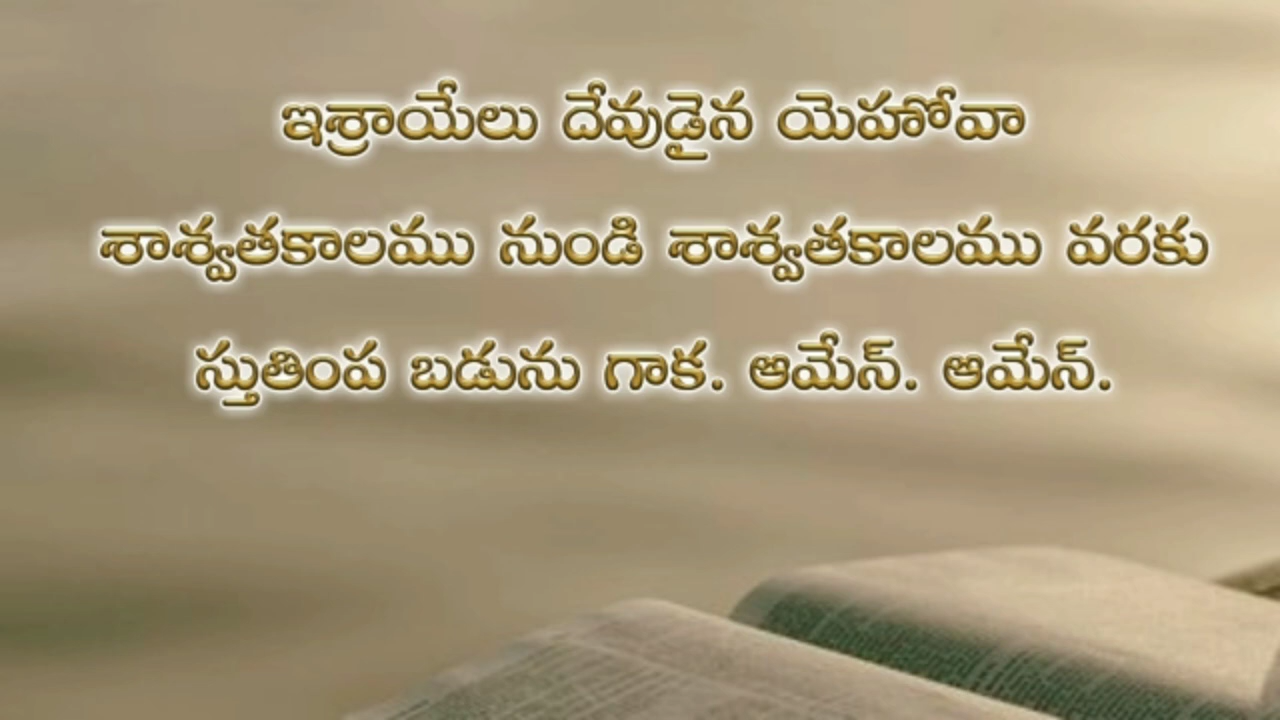 ఇశ్రాయేలు దేవుడైన యెహోవా
శాశ్వతకాలము నుండి శాశ్వతకాలము వరకు
స్తుతింప బడును గాక. ఆమేన్. ఆమేన్.